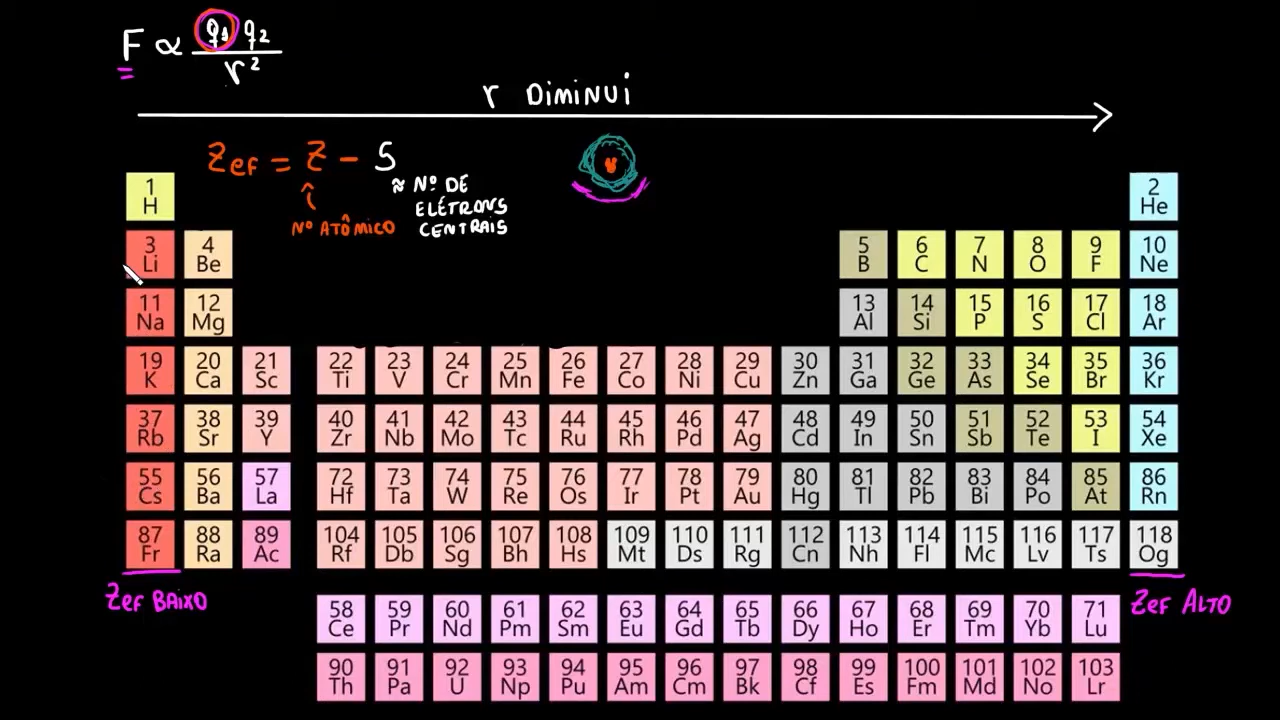 F ∝ q₁ q₂ / r²
r DIMINUI
Zef = Z - S
Nº ATÔMICO
≈ Nº DE
ELÉTRONS
CENTRAIS
1 2
H He
3 4 5 6 7 8 9 10
Li Be B C N O F Ne
11 12 13 14 15 16 17 18
Na Mg Al Si P S Cl Ar
19 20 21 22 23 24 25 26 27 28 29 30 31 32 33 34 35 36
K Ca Sc Ti V Cr Mn Fe Co Ni Cu Zn Ga Ge As Se Br Kr
37 38 39 40 41 42 43 44 45 46 47 48 49 50 51 52 53 54
Rb Sr Y Zr Nb Mo Tc Ru Rh Pd Ag Cd In Sn Sb Te I Xe
55 56 57 72 73 74 75 76 77 78 79 80 81 82 83 84 85 86
Cs Ba La Hf Ta W Re Os Ir Pt Au Hg Tl Pb Bi Po At Rn
87 88 89 104 105 106 107 108 109 110 111 112 113 114 115 116 117 118
Fr Ra Ac Rf Db Sg Bh Hs Mt Ds Rg Cn Nh Fl Mc Lv Ts Og
Zef BAIXO
Zef ALTO
58 59 60 61 62 63 64 65 66 67 68 69 70 71
Ce Pr Nd Pm Sm Eu Gd Tb Dy Ho Er Tm Yb Lu
90 91 92 93 94 95 96 97 98 99 100 101 102 103
Th Pa U Np Pu Am Cm Bk Cf Es Fm Md No Lr